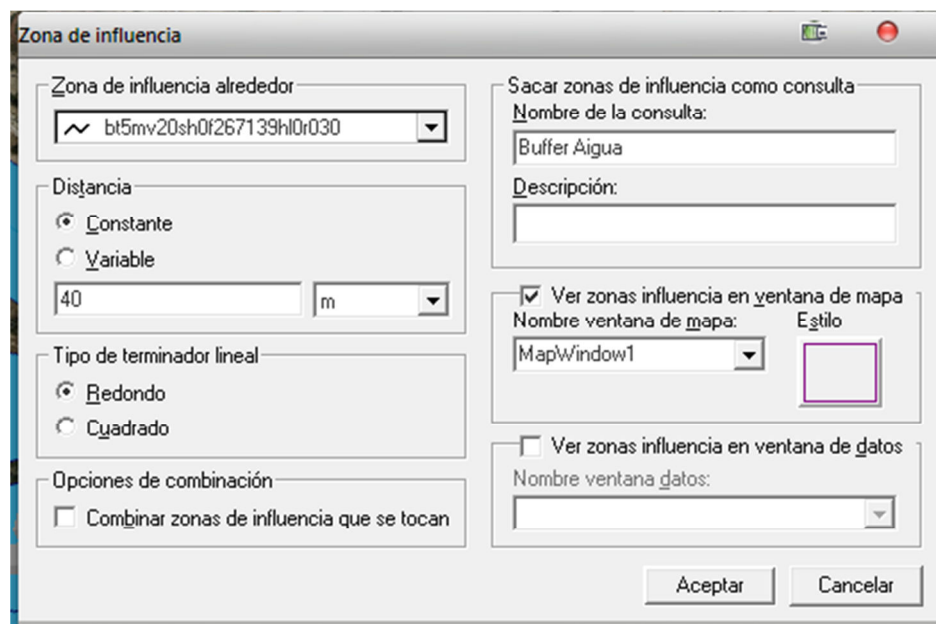 Zona de influencia
Zona de influencia alrededor
bt5mv20sh0f267139hl0r030
Distancia
Constante
Variable
40
m
Tipo de terminador lineal
Redondo
Cuadrado
Opciones de combinación
Combinar zonas de influencia que se tocan
Sacar zonas de influencia como consulta
Nombre de la consulta:
Buffer Aigua
Descripción:
Ver zonas influencia en ventana de mapa
Nombre ventana de mapa:
Estilo
MapWindow1
Ver zonas influencia en ventana de datos
Nombre ventana datos:
Aceptar
Cancelar